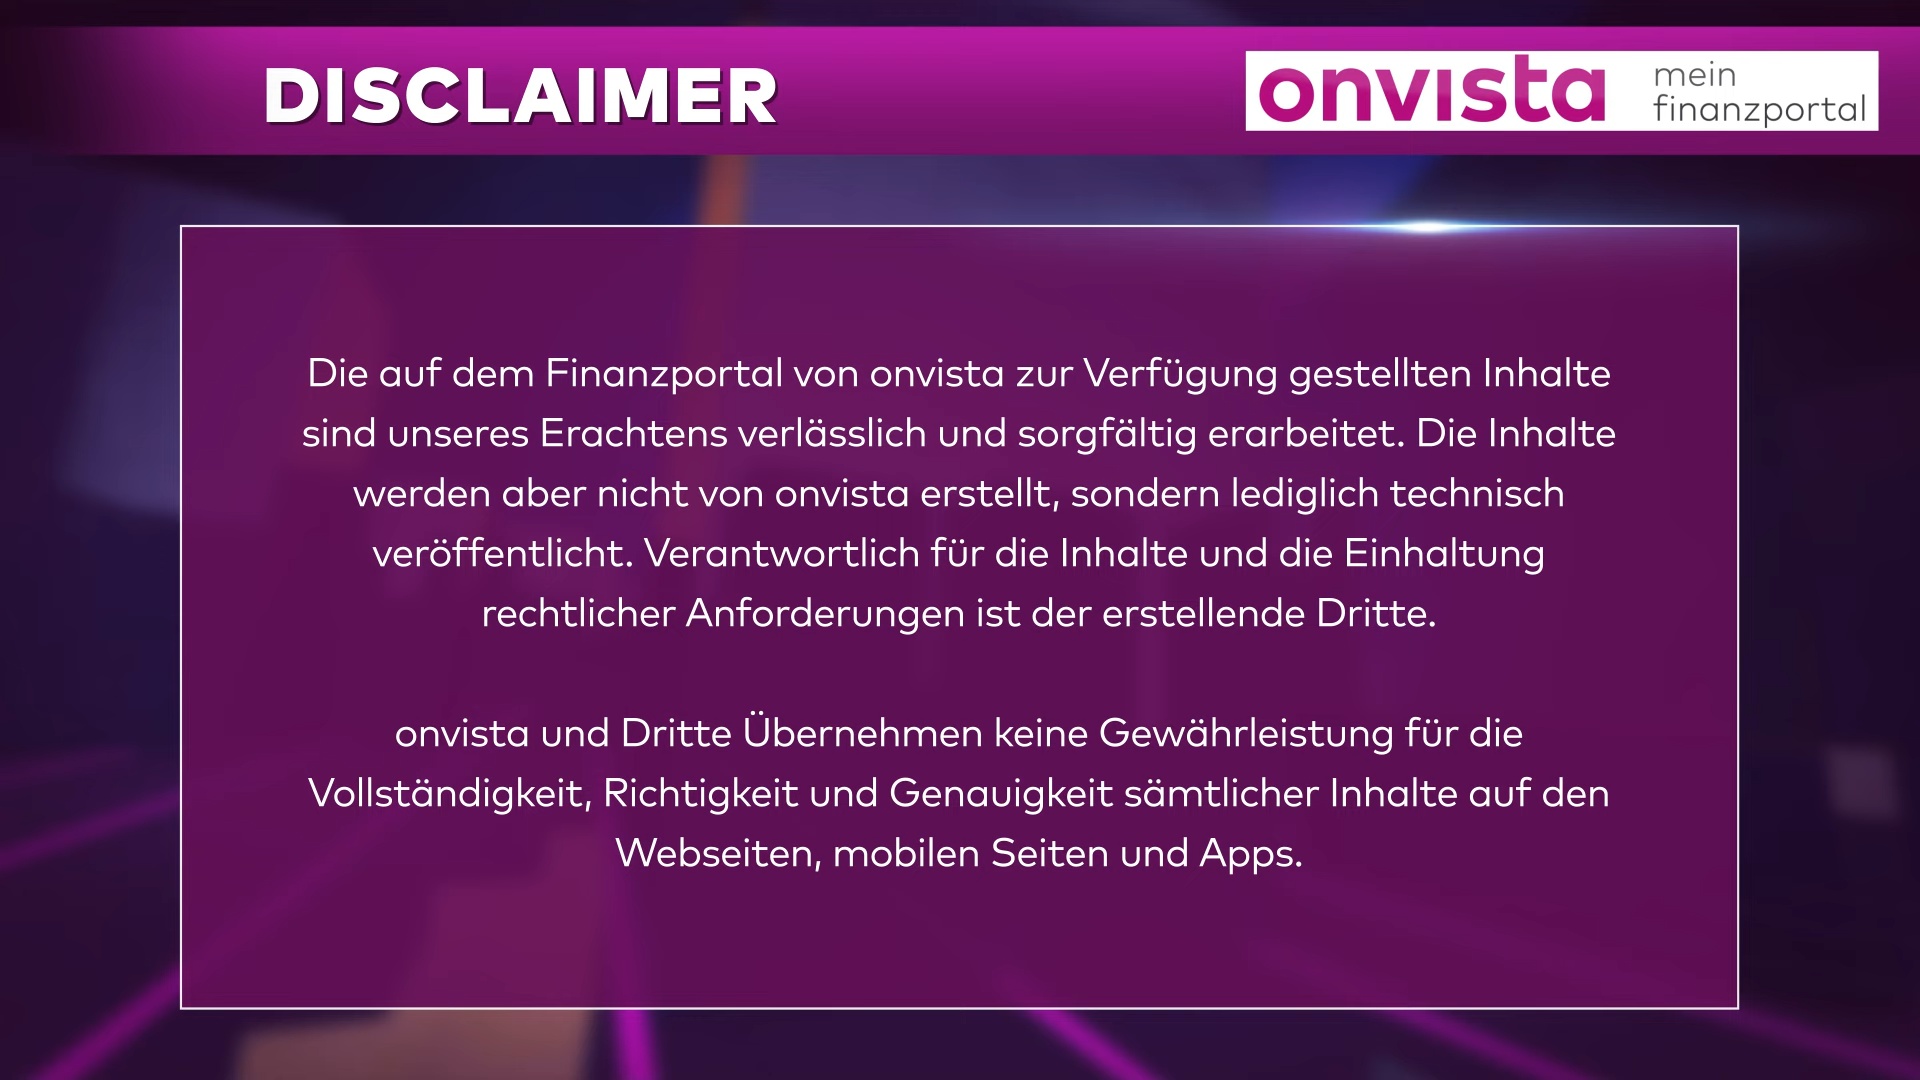 DISCLAIMER
onvista
mein
finanzportal
Die auf dem Finanzportal von onvista zur Verfügung gestellten Inhalte
sind unseres Erachtens verlässlich und sorgfältig erarbeitet. Die Inhalte
werden aber nicht von onvista erstellt, sondern lediglich technisch
veröffentlicht. Verantwortlich für die Inhalte und die Einhaltung
rechtlicher Anforderungen ist der erstellende Dritte.
onvista und Dritte Übernehmen keine Gewährleistung für die
Vollständigkeit, Richtigkeit und Genauigkeit sämtlicher Inhalte auf den
Webseiten, mobilen Seiten und Apps.